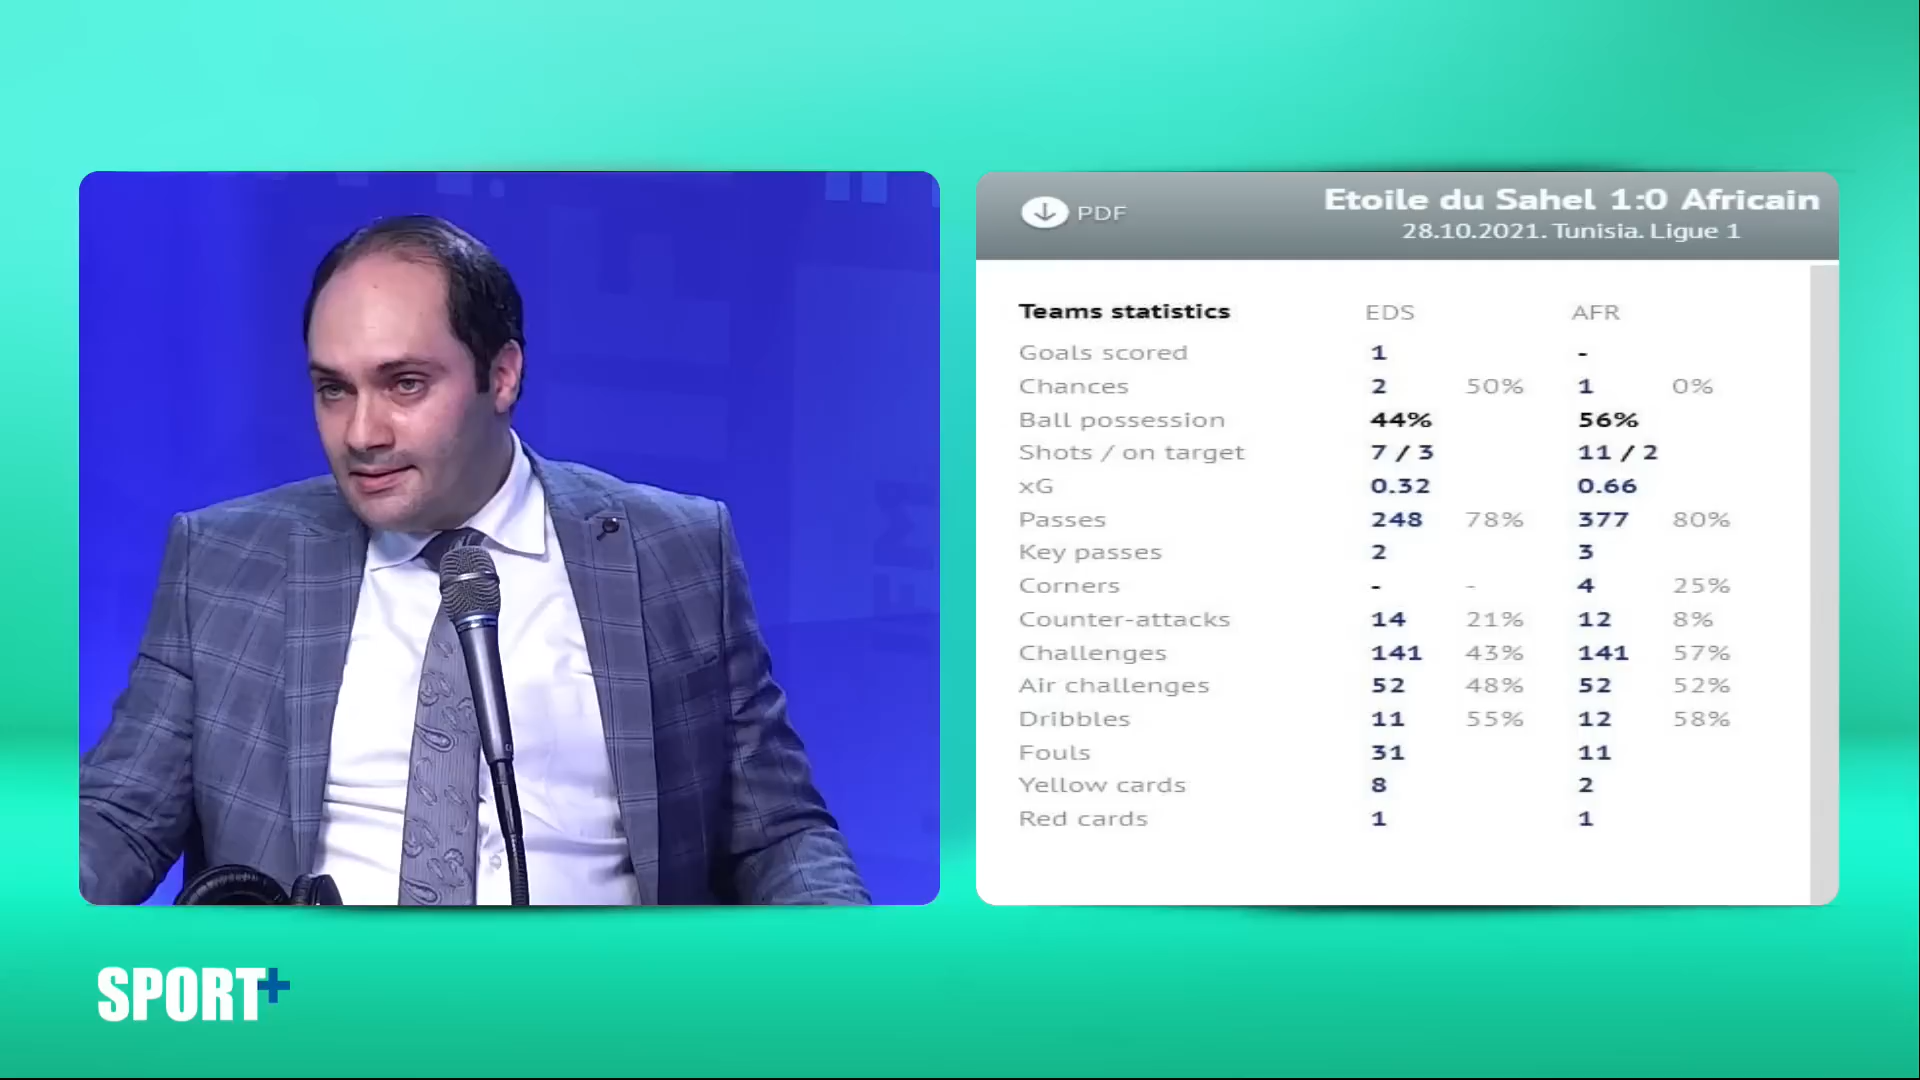 PDF
Etoile du Sahel 1:0 Africain
28.10.2021. Tunisia. Ligue 1
Teams statistics EDS AFR
Goals scored 1 -
Chances 2 50% 1 0%
Ball possession 44% 56%
Shots / on target 7 / 3 11 / 2
xG 0.32 0.66
Passes 248 78% 377 80%
Key passes 2 3
Corners - - 4 25%
Counter-attacks 14 21% 12 8%
Challenges 141 43% 141 57%
Air challenges 52 48% 52 52%
Dribbles 11 55% 12 58%
Fouls 31 11
Yellow cards 8 2
Red cards 1 1
SPORT+